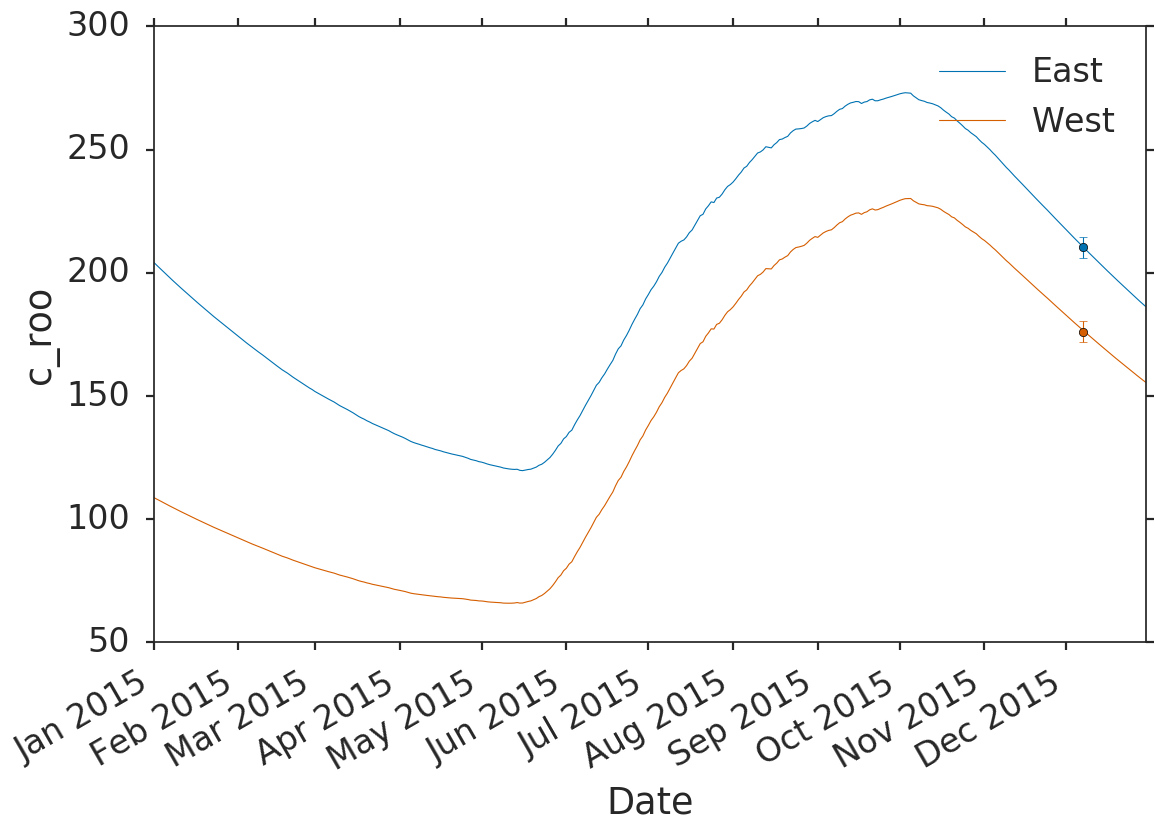 300
250
200
150
100
50
c_roo
East
West
Jan 2015
Feb 2015
Mar 2015
Apr 2015
May 2015
Jun 2015
Jul 2015
Aug 2015
Sep 2015
Oct 2015
Nov 2015
Dec 2015
Date